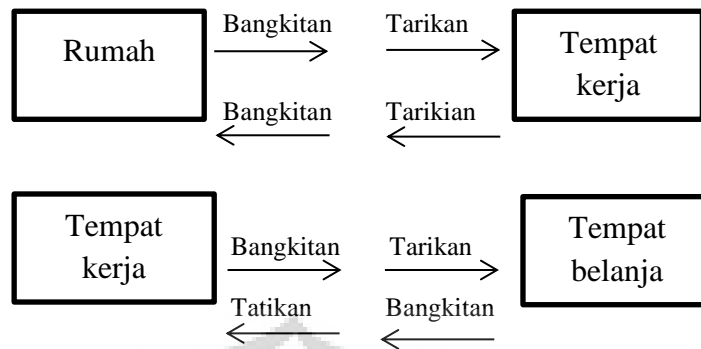 Bangkitan Tarikan
Rumah
Tempat
kerja
Bangkitan Tarikian
Tempat
kerja
Bangkitan Tarikan
Tempat
belanja
Tatikan Bangkitan